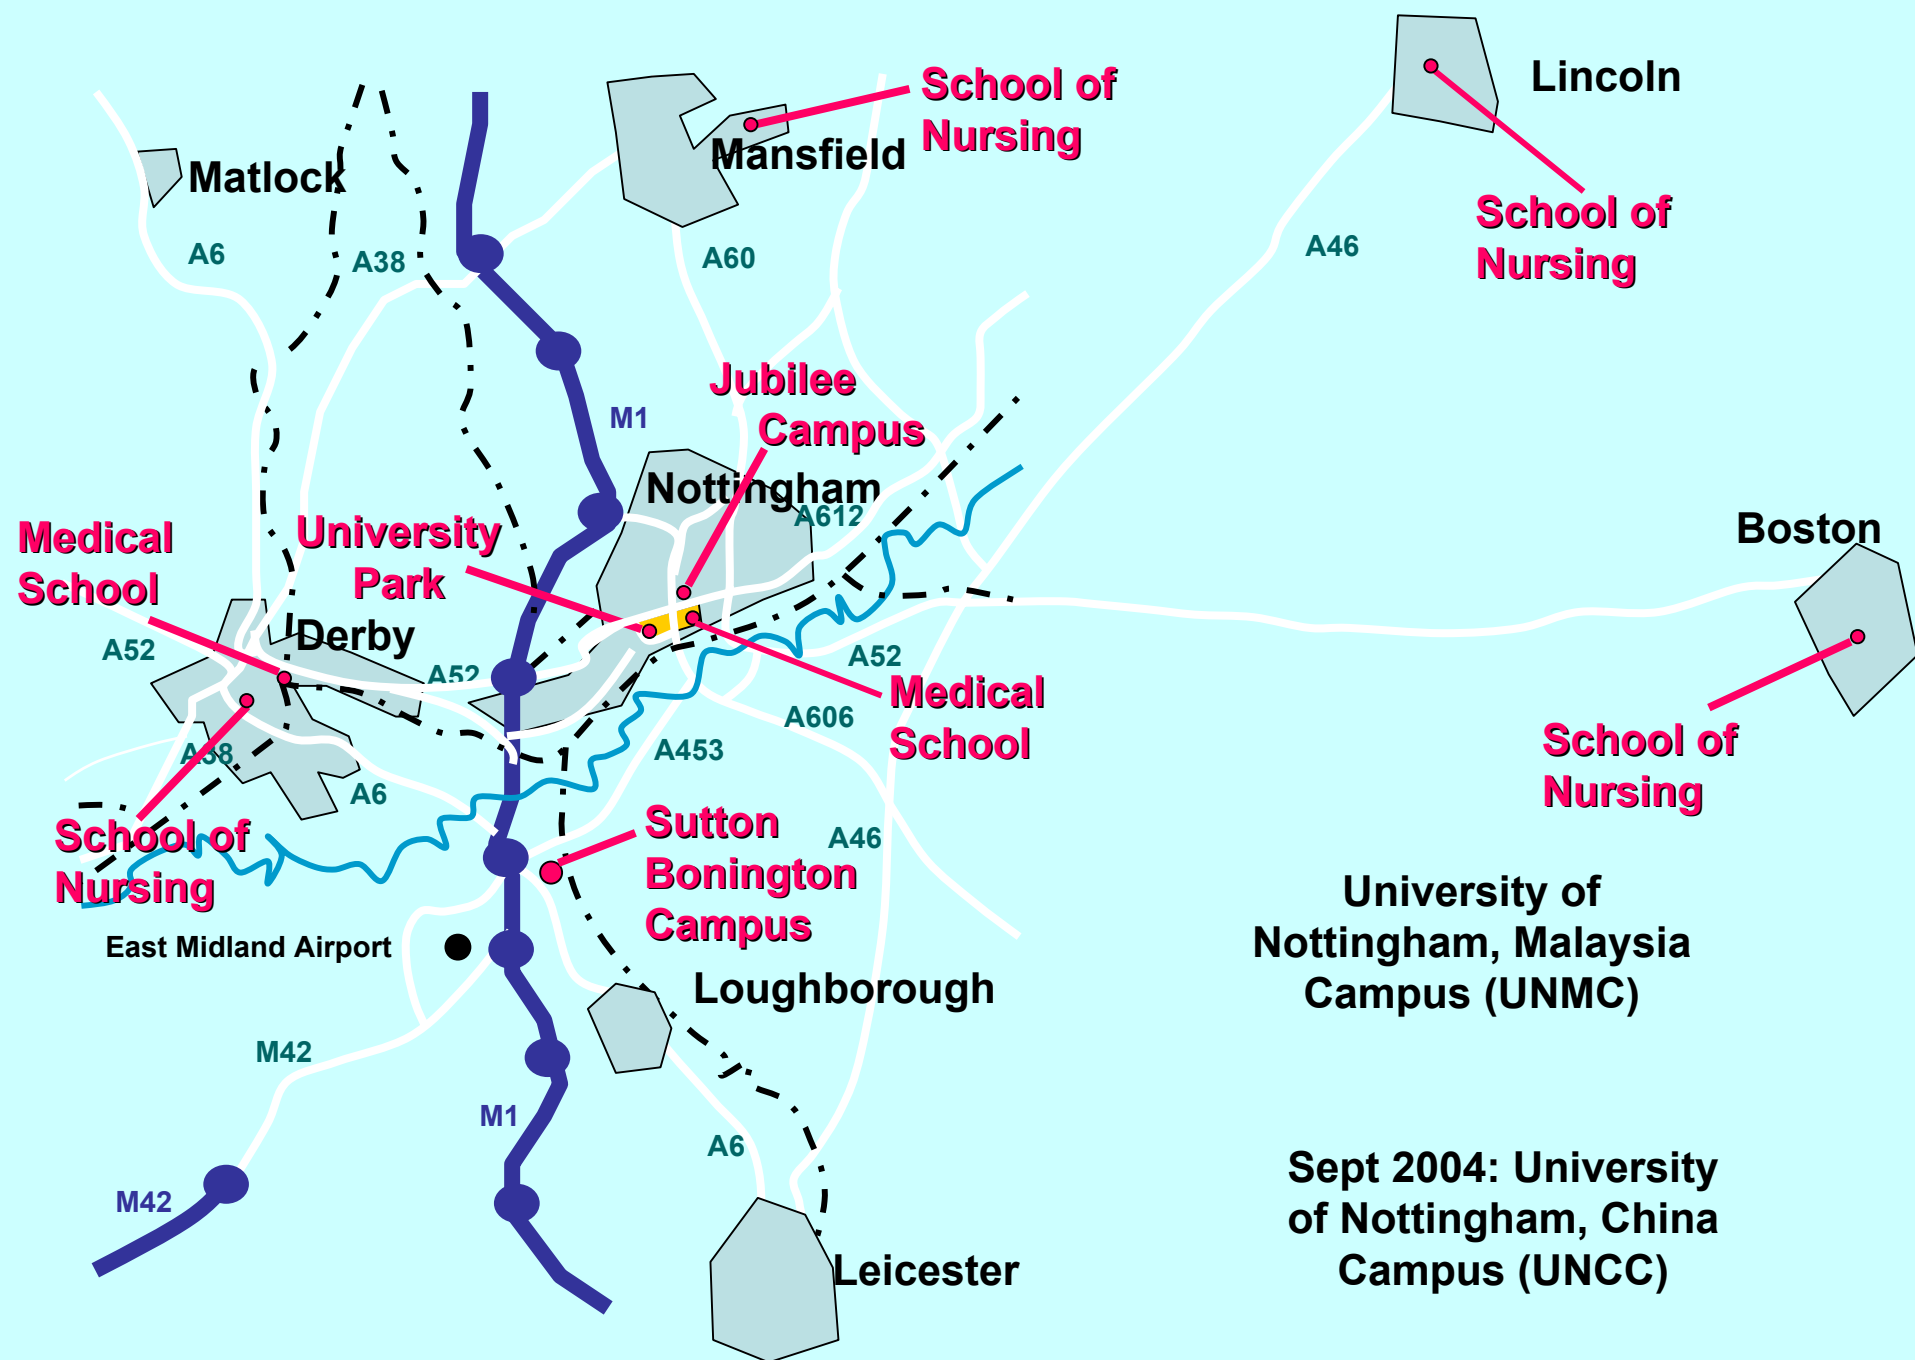 School of
Nursing
Lincoln
Mansfield
Matlock
School of
Nursing
A6
A38
A60
A46
Jubilee
Campus
M1
Nottingham
A612
University
Park
Medical
School
Boston
Derby
A52
A52
A52
Medical
School
A606
A38
A453
A6
School of
Nursing
School of
Nursing
Sutton
Bonington
Campus
A46
University of
Nottingham, Malaysia
Campus (UNMC)
East Midland Airport
Loughborough
M42
M1
A6
M42
Sept 2004: University
of Nottingham, China
Campus (UNCC)
Leicester